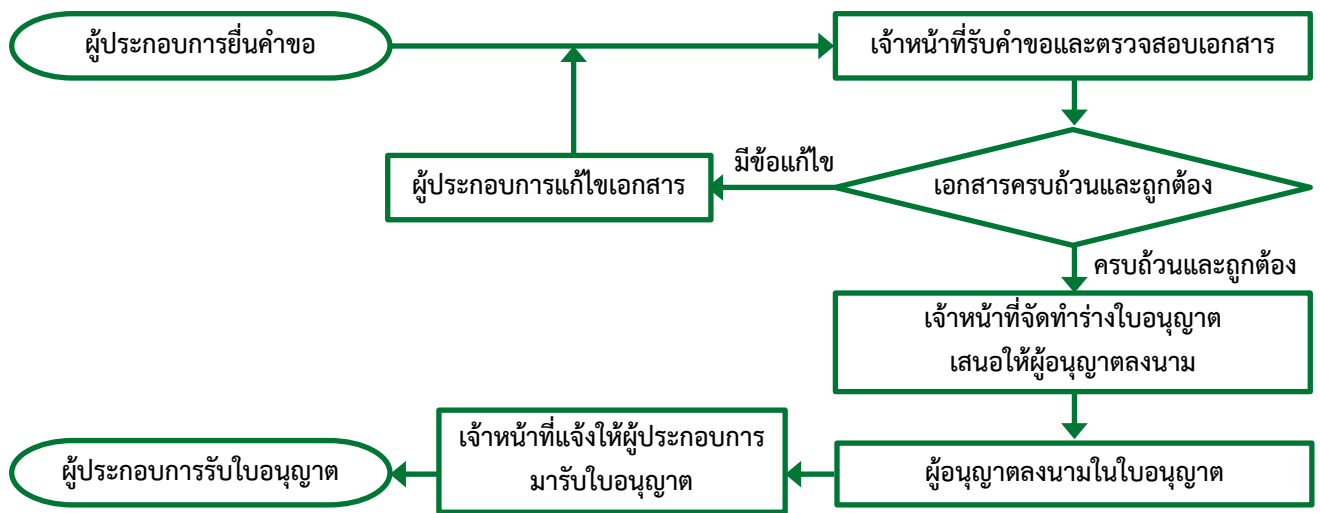 ผู้ประกอบการยื่นคำขอ
เจ้าหน้าที่รับคำขอและตรวจสอบเอกสาร
มีข้อแก้ไข
ผู้ประกอบการแก้ไขเอกสาร
เอกสารครบถ้วนและถูกต้อง
ครบถ้วนและถูกต้อง
เจ้าหน้าที่จัดทำร่างใบอนุญาต
เสนอให้ผู้อนุญาตลงนาม
ผู้อนุญาตลงนามในใบอนุญาต
เจ้าหน้าที่แจ้งให้ผู้ประกอบการ
มารับใบอนุญาต
ผู้ประกอบการรับใบอนุญาต